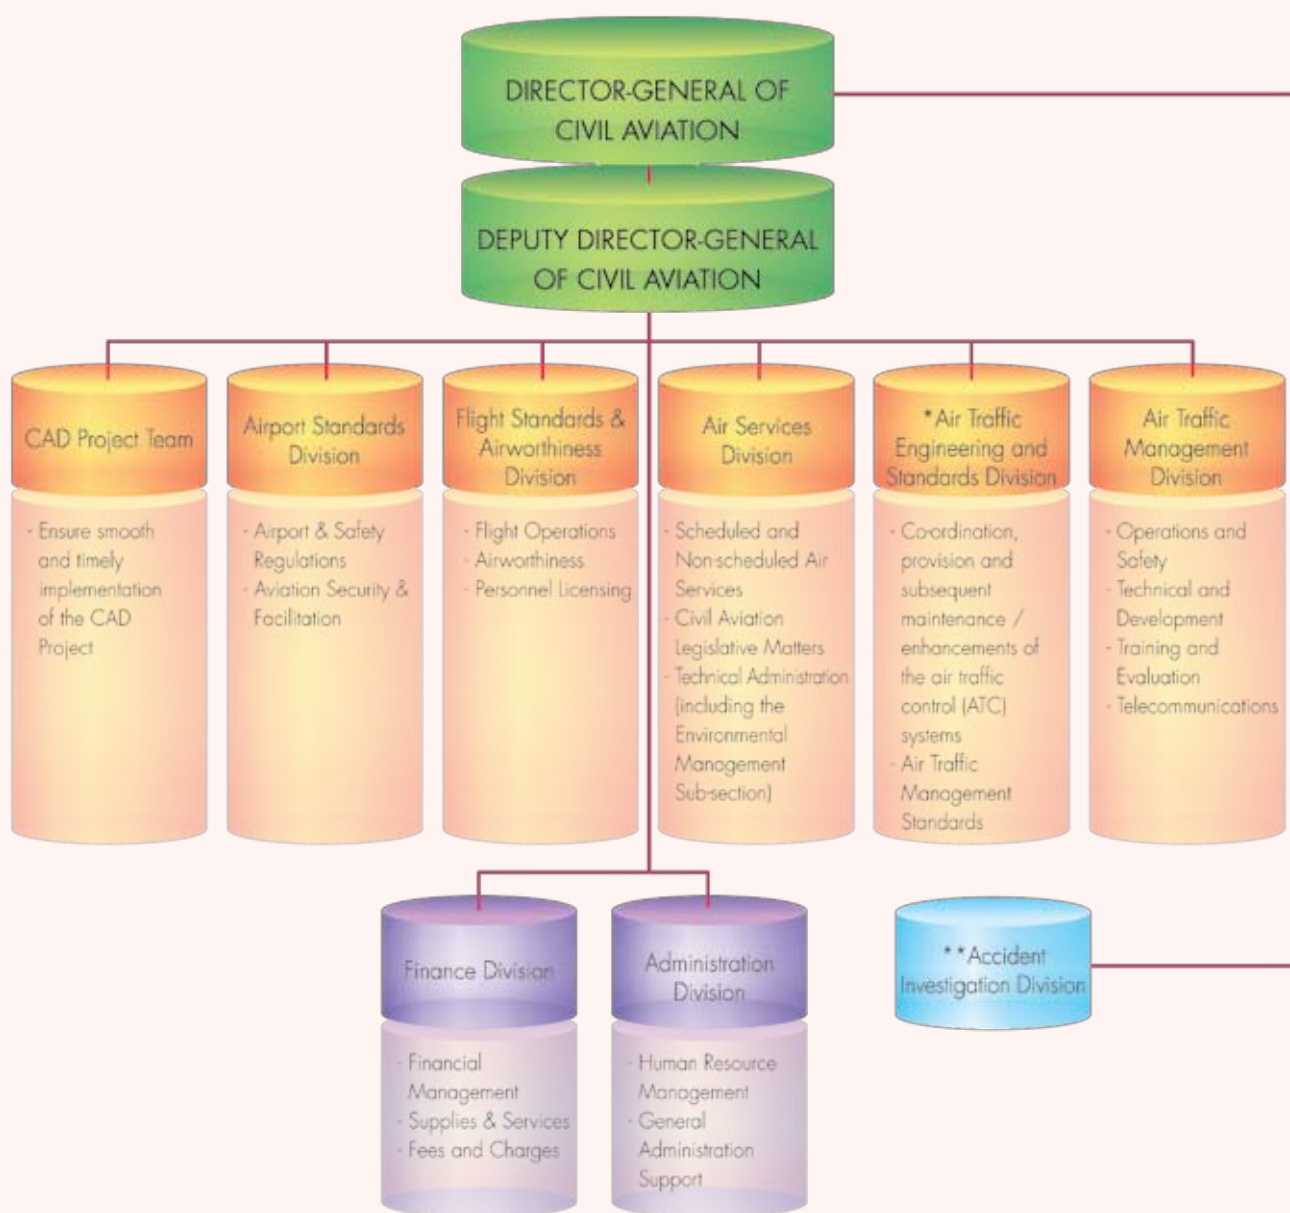 DIRECTOR-GENERAL OF
CIVIL AVIATION
DEPUTY DIRECTOR-GENERAL
OF CIVIL AVIATION
CAD Project Team
- Ensure smooth
and timely
implementation
of the CAD
Project
Airport Standards
Division
- Airport & Safety
Regulations
- Aviation Security &
Facilitation
Flight Standards &
Airworthiness
Division
- Flight Operations
- Airworthiness
- Personnel Licensing
Air Services
Division
- Scheduled and
Non-scheduled Air
Services
- Civil Aviation
Legislative Matters
- Technical Administration
(including the
Environmental
Management
Sub-section)
*Air Traffic
Engineering and
Standards Division
- Co-ordination,
provision and
subsequent
maintenance /
enhancements of
the air traffic
control (ATC)
systems
- Air Traffic
Management
Standards
Air Traffic
Management
Division
- Operations and
Safety
- Technical and
Development
- Training and
Evaluation
- Telecommunications
Finance Division
- Financial
Management
- Supplies & Services
- Fees and Charges
Administration
Division
- Human Resource
Management
- General
Administration
Support
**Accident
Investigation Division